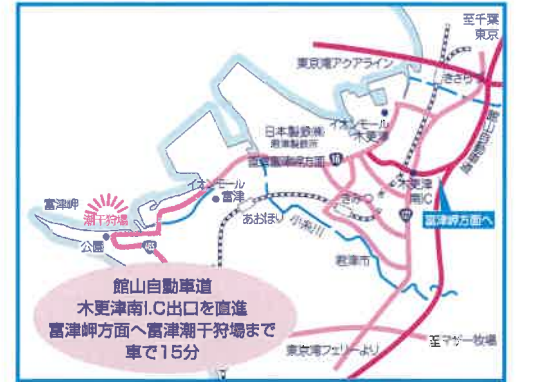 至千葉
東京
東京湾アクアライン
きさらづ
イオンモール
木更津
日本製鉄㈱
君津製鉄所
富津岬方面
16
木更津
南IC
富津岬方面へ
イオンモール
富津
富津岬
潮干狩場
公園
465
あおほり
小糸川
きみつ
君津市
館山自動車道
木更津南I.C出口を直進
富津岬方面へ富津潮干狩場まで
車で15分
東京湾フェリーより
至マザー牧場